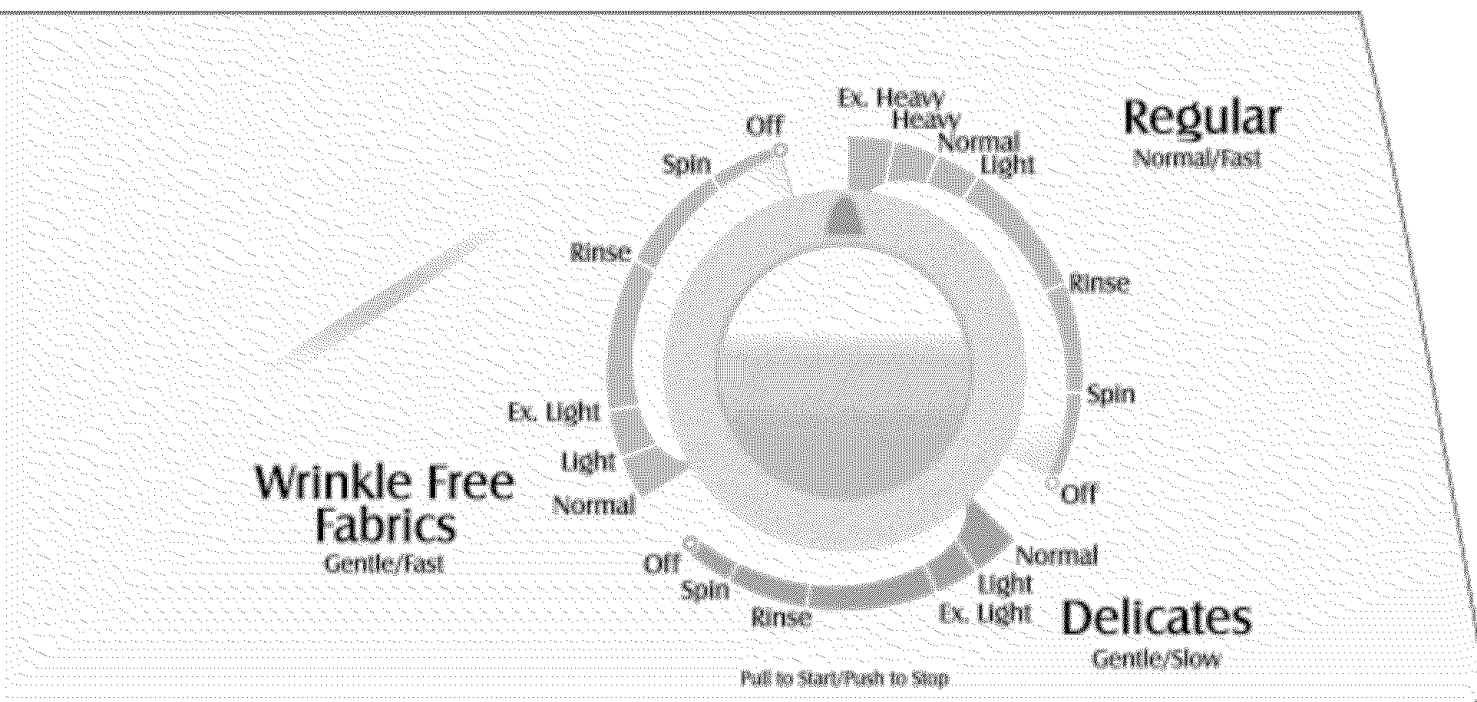 Ex. Heavy
Heavy
Normal
Light
Rinse
Spin
Off
Regular
Normal/Fast
Off
Spin
Rinse
Ex. Light
Light
Normal
Wrinkle Free
Fabrics
Gentle/Fast
Normal
Light
Ex. Light
Rinse
Spin
Off
Delicates
Gentle/Slow
Pull to Start/Push to Stop